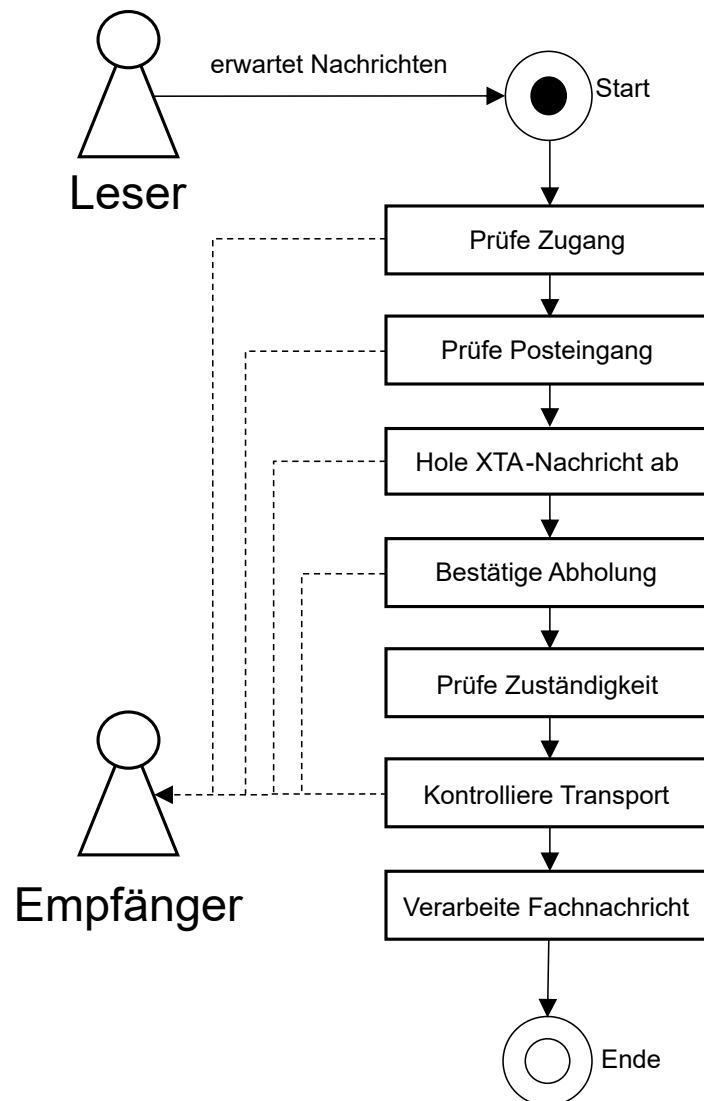 erwartet Nachrichten
Start
Leser
Prüfe Zugang
Prüfe Posteingang
Hole XTA-Nachricht ab
Bestätige Abholung
Prüfe Zuständigkeit
Kontrolliere Transport
Empfänger
Verarbeite Fachnachricht
Ende